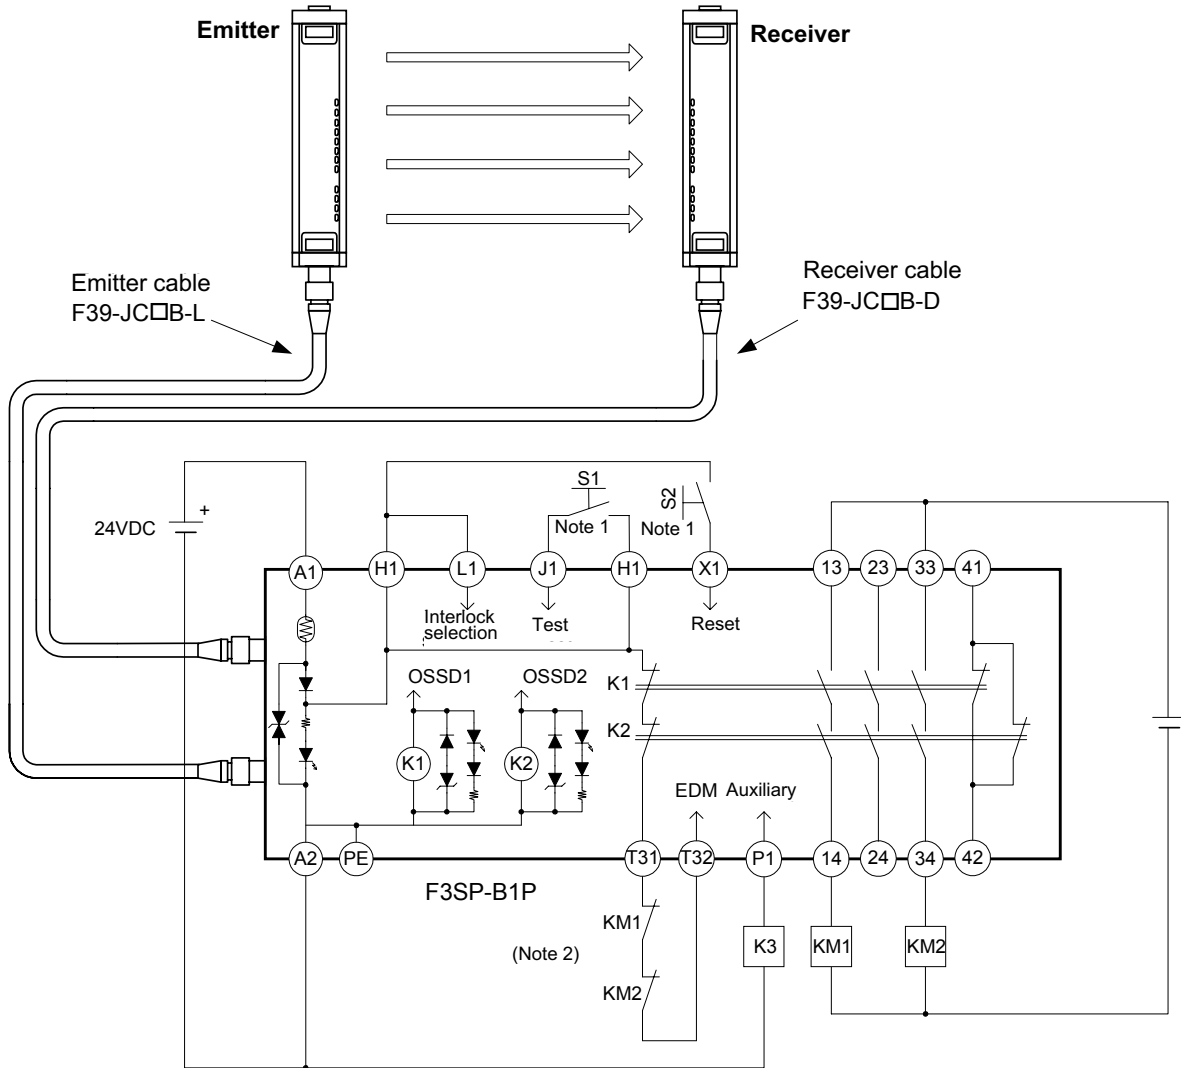 Emitter
Receiver
Emitter cable
F39-JC□B-L
Receiver cable
F39-JC□B-D
24VDC
+
S1
Note 1
S2
Note 1
A1
H1
L1
J1
H1
X1
13
23
33
41
Interlock
selection
Test
Reset
OSSD1
OSSD2
K1
K2
K1
K2
EDM
Auxiliary
A2
PE
T31
T32
P1
14
24
34
42
F3SP-B1P
(Note 2)
KM1
KM2
K3
KM1
KM2